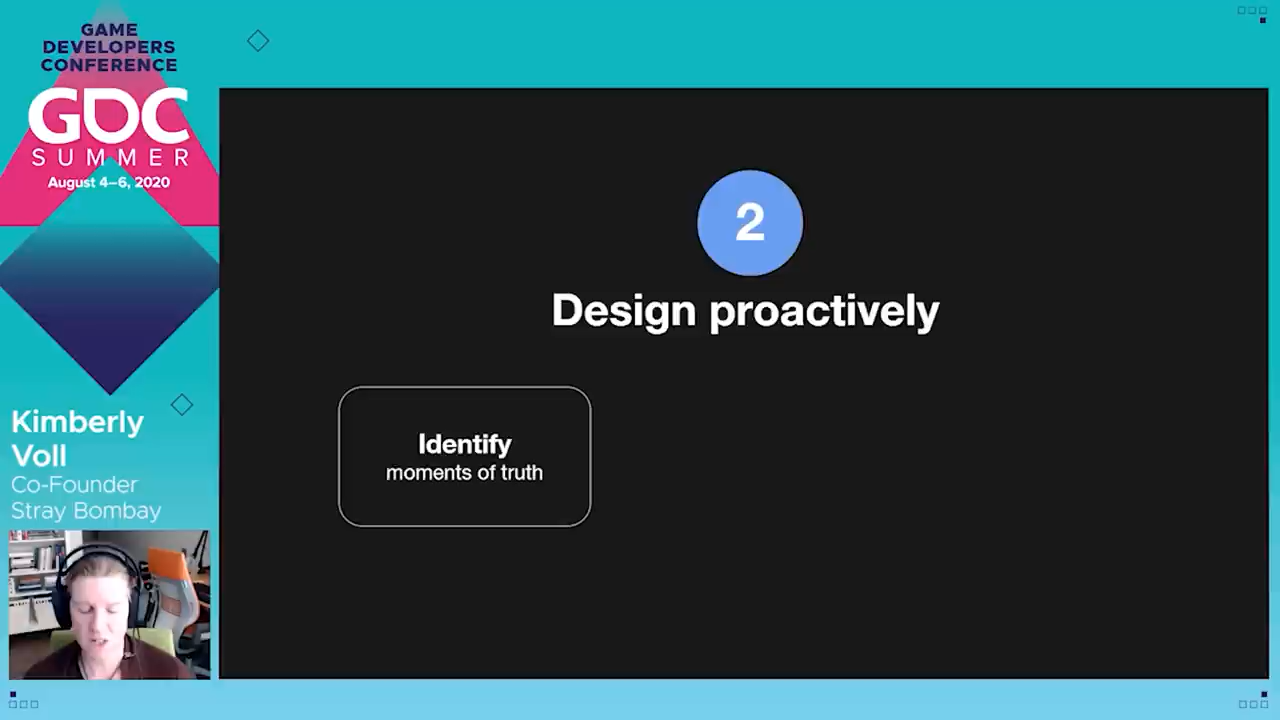 GAME
DEVELOPERS
CONFERENCE
GDC
SUMMER
August 4–6, 2020
Kimberly
Voll
Co-Founder
Stray Bombay
2
Design proactively
Identify
moments of truth